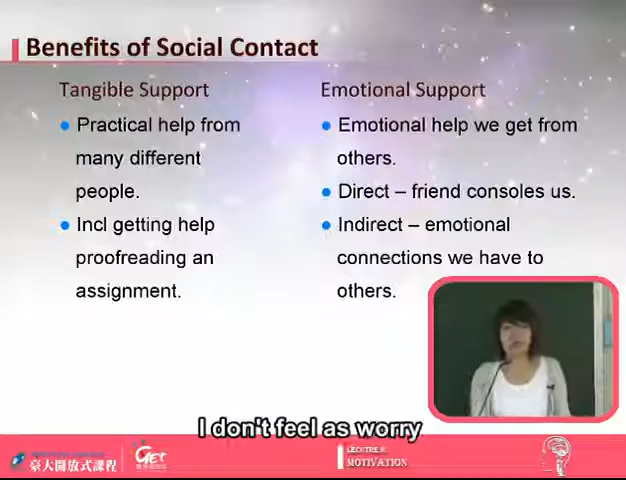 Benefits of Social Contact
Tangible Support
Practical help from
many different
people.
Incl getting help
proofreading an
assignment.
Emotional Support
Emotional help we get from
others.
Direct – friend consoles us.
Indirect – emotional
connections we have to
others.
I don't feel as worry
臺大開放式課程
GET
MOTIVATION